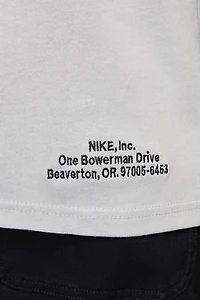 NIKE, Inc.
One Bowerman Drive
Beaverton, OR. 97005-6453